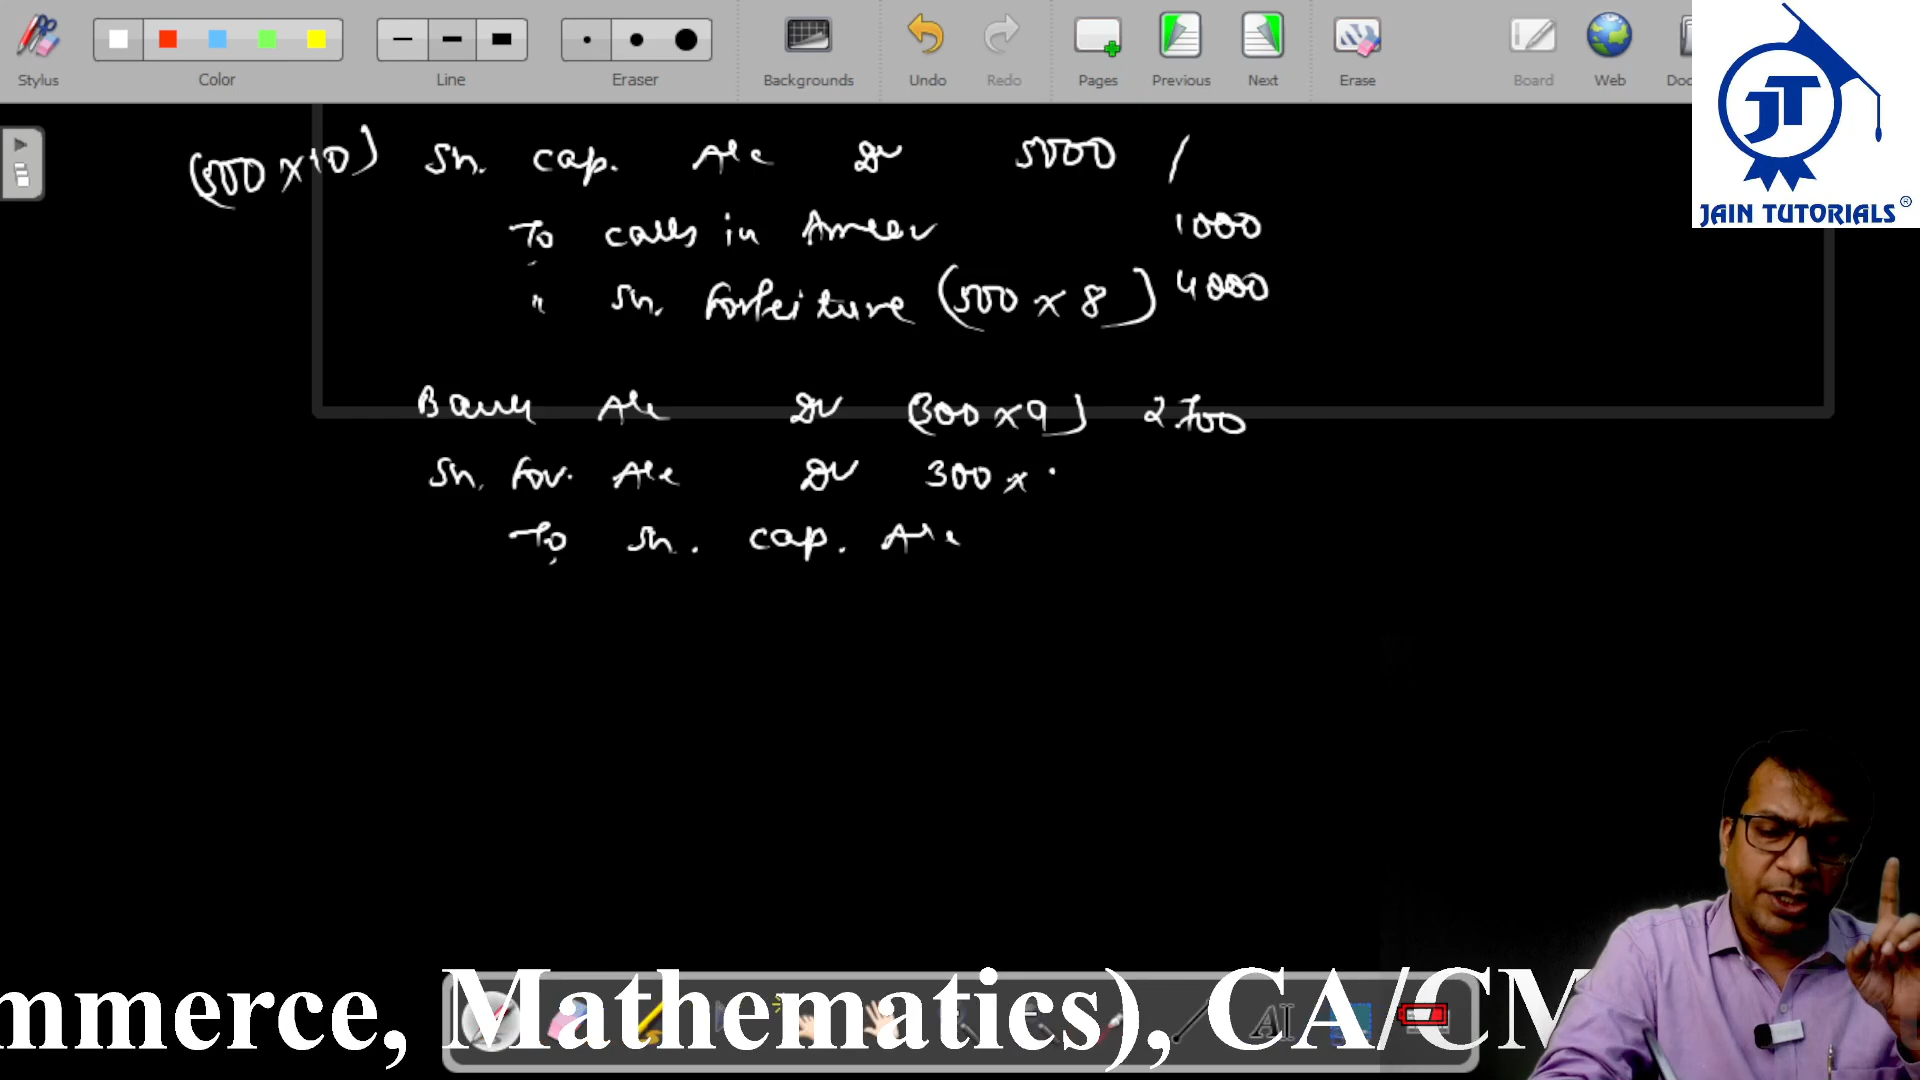 Stylus
Color
Line
Eraser
Backgrounds
Undo
Redo
Pages
Previous
Next
Erase
Board
Web
JT
JAIN TUTORIALS®
(500 x 10) Sh. cap. A/c Dr 5000 /
To calls in Arrear 1000
" Sh. Forfeiture (500 x 8) 4000
Bank A/c Dr (300 x 9) 2700
Sh. For. A/c Dr 300 x
To Sh. cap. A/c
mmerce, Mathematics), CA/CM
AI